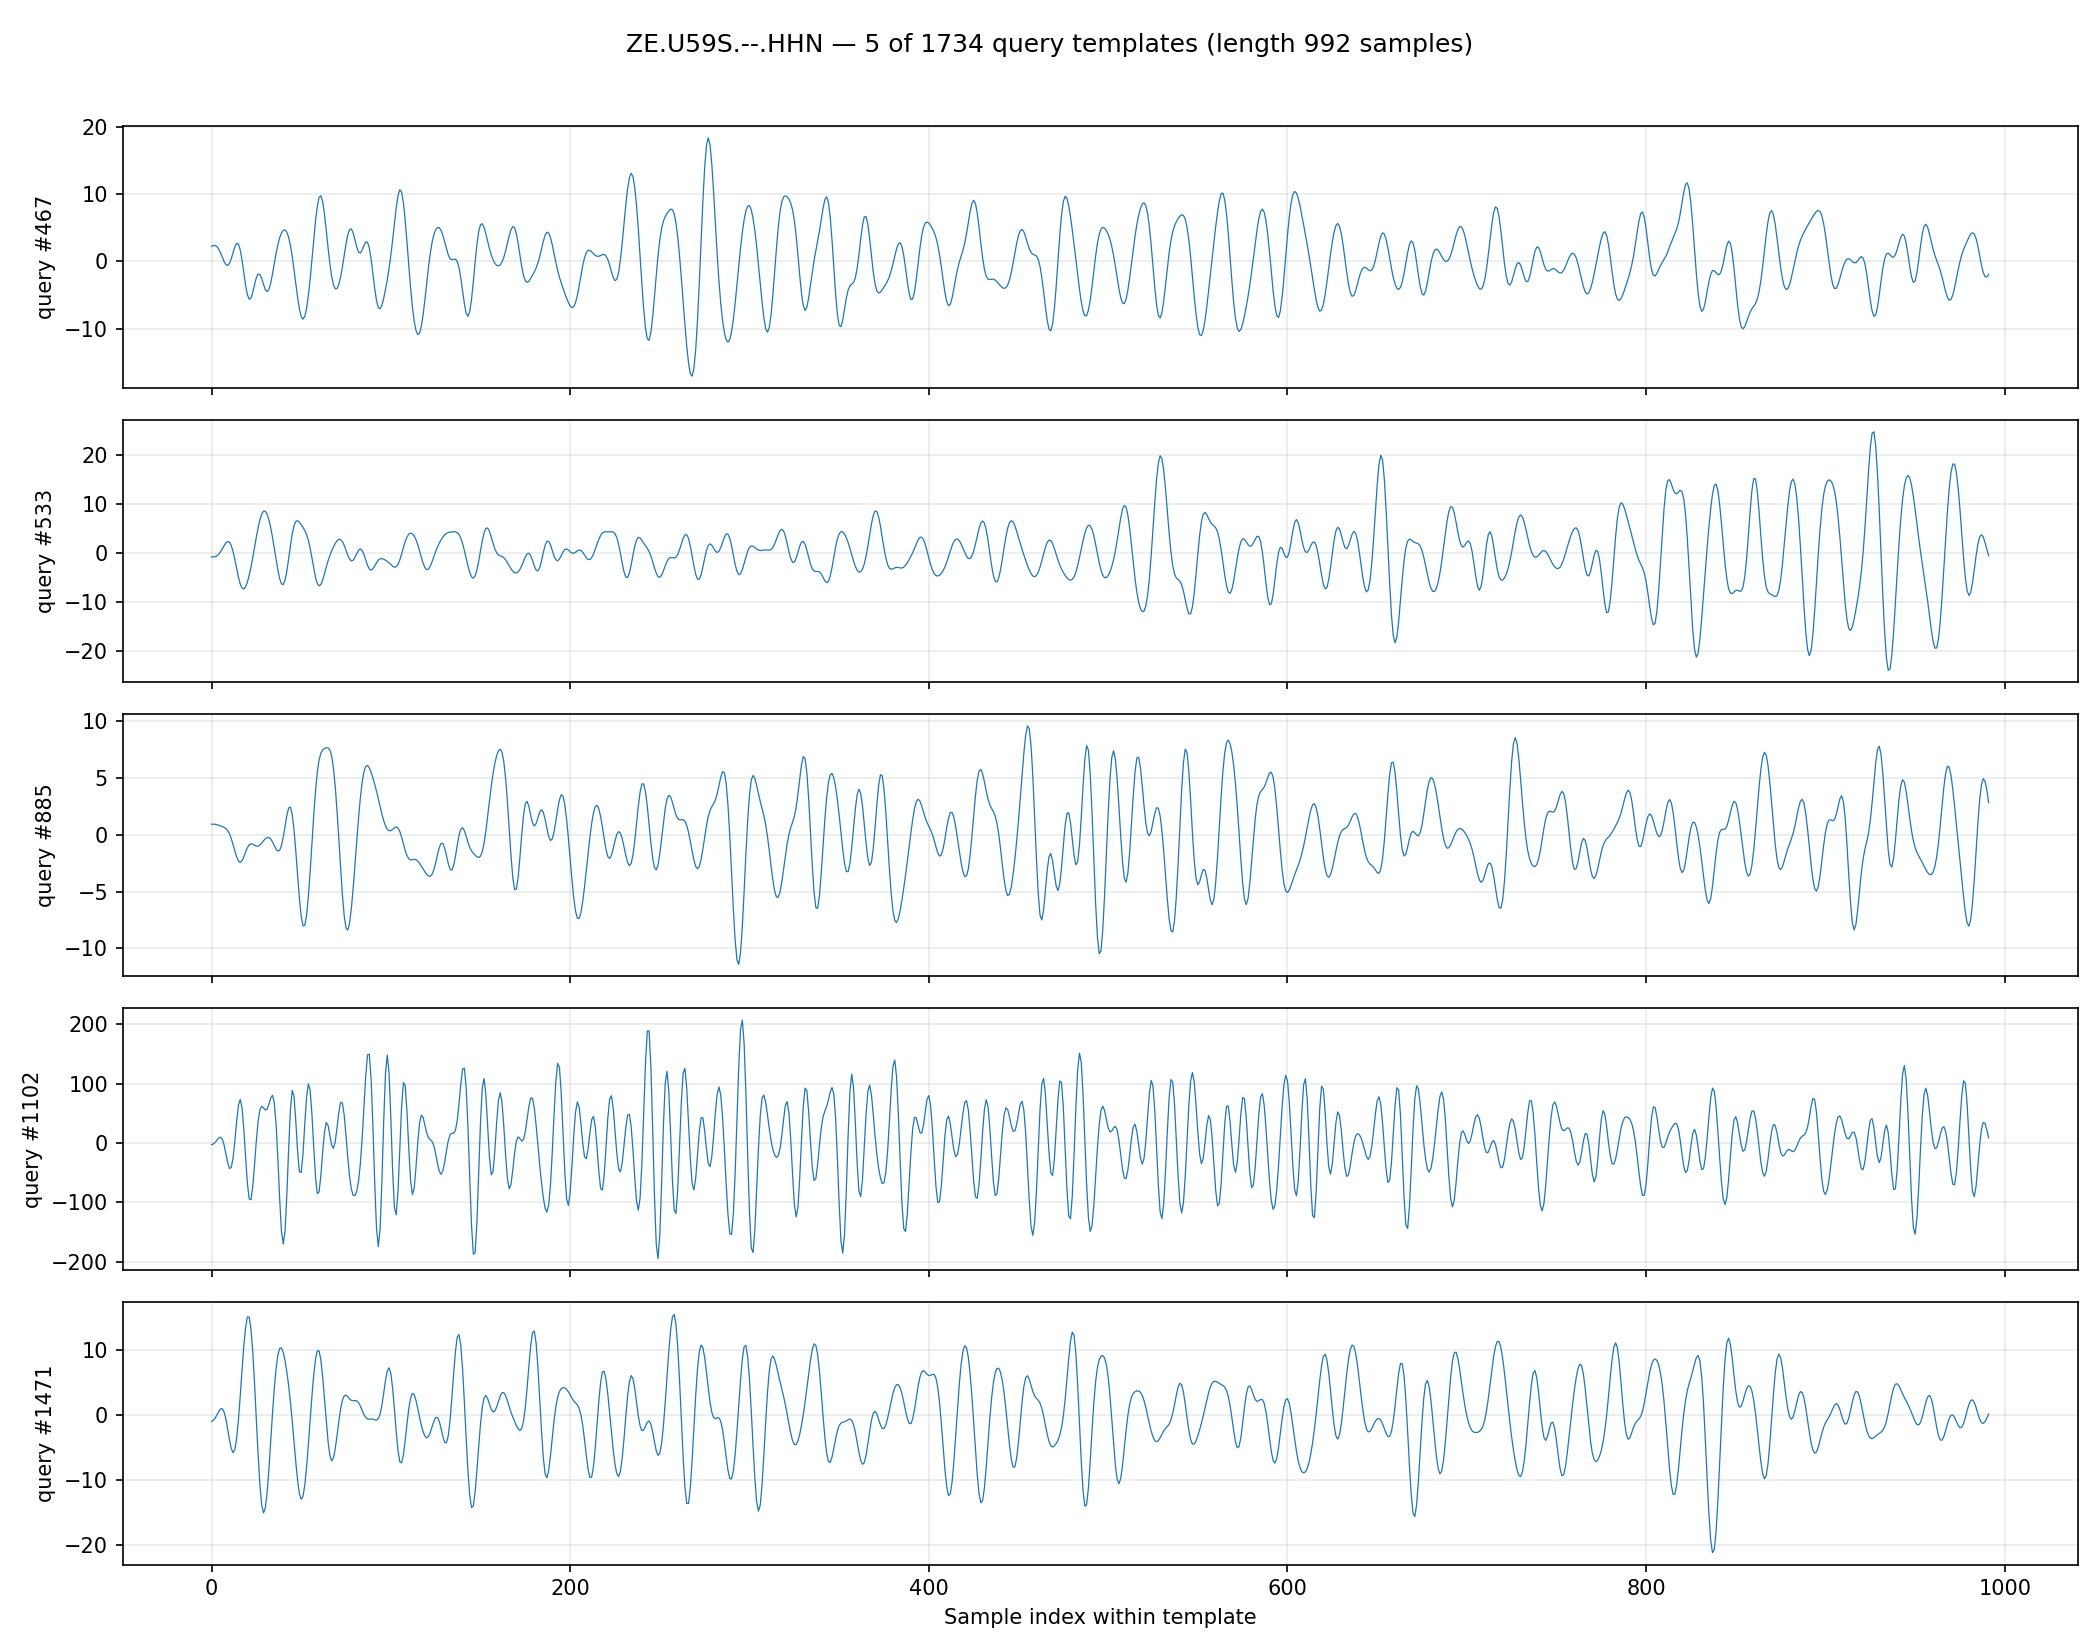 ZE.U59S.--.HHN — 5 of 1734 query templates (length 992 samples)
20
10
0
−10
query #467
20
10
0
−10
−20
query #533
10
5
0
−5
−10
query #885
200
100
0
−100
−200
query #1102
10
0
−10
−20
query #1471
0 200 400 600 800 1000
Sample index within template